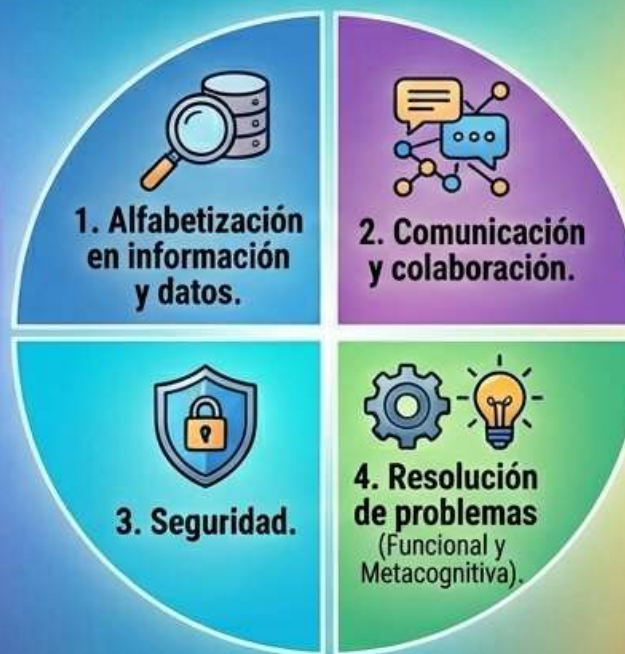 1. Alfabetización
en información
y datos.
2. Comunicación
y colaboración.
3. Seguridad.
4. Resolución
de problemas
(Funcional y
Metacognitiva).